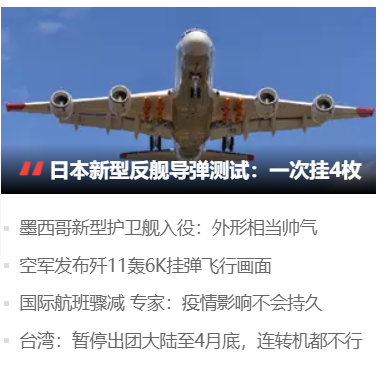 日本新型反舰导弹测试：一次挂4枚
墨西哥新型护卫舰入役：外形相当帅气
空军发布歼11轰6K挂弹飞行画面
国际航班骤减 专家：疫情影响不会持久
台湾：暂停出团大陆至4月底，连转机都不行